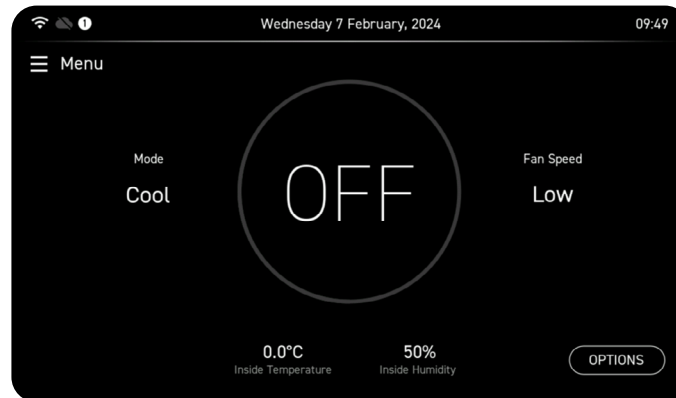 1 Wednesday 7 February, 2024 09:49
Menu
Mode
Cool
OFF
Fan Speed
Low
0.0°C
Inside Temperature
50%
Inside Humidity
OPTIONS